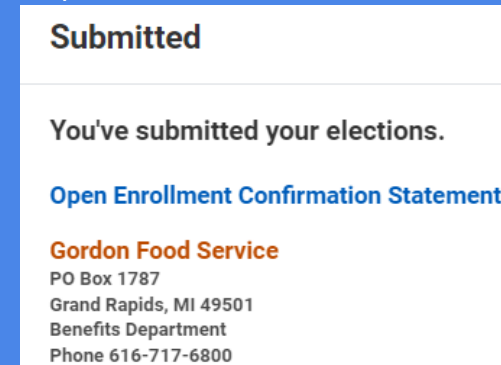 Submitted
You've submitted your elections.
Open Enrollment Confirmation Statement
Gordon Food Service
PO Box 1787
Grand Rapids, MI 49501
Benefits Department
Phone 616-717-6800